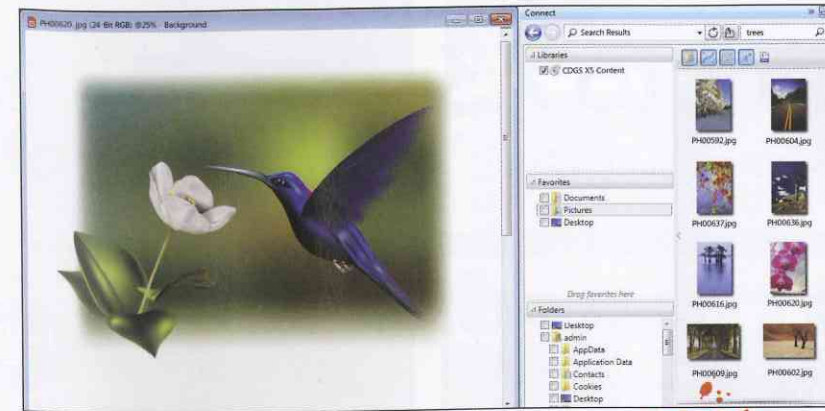 PH00620.jpg (24-Bit RGB) @25% Background
Connect
Search Results
trees
Libraries
CDGS X5 Content
Favorites
Documents
Pictures
Desktop
Drag favorites here
Folders
Desktop
admin
AppData
Application Data
Contacts
Cookies
Desktop
PH00592.jpg
PH00604.jpg
PH00637.jpg
PH00636.jpg
PH00616.jpg
PH00620.jpg
PH00609.jpg
PH00602.jpg